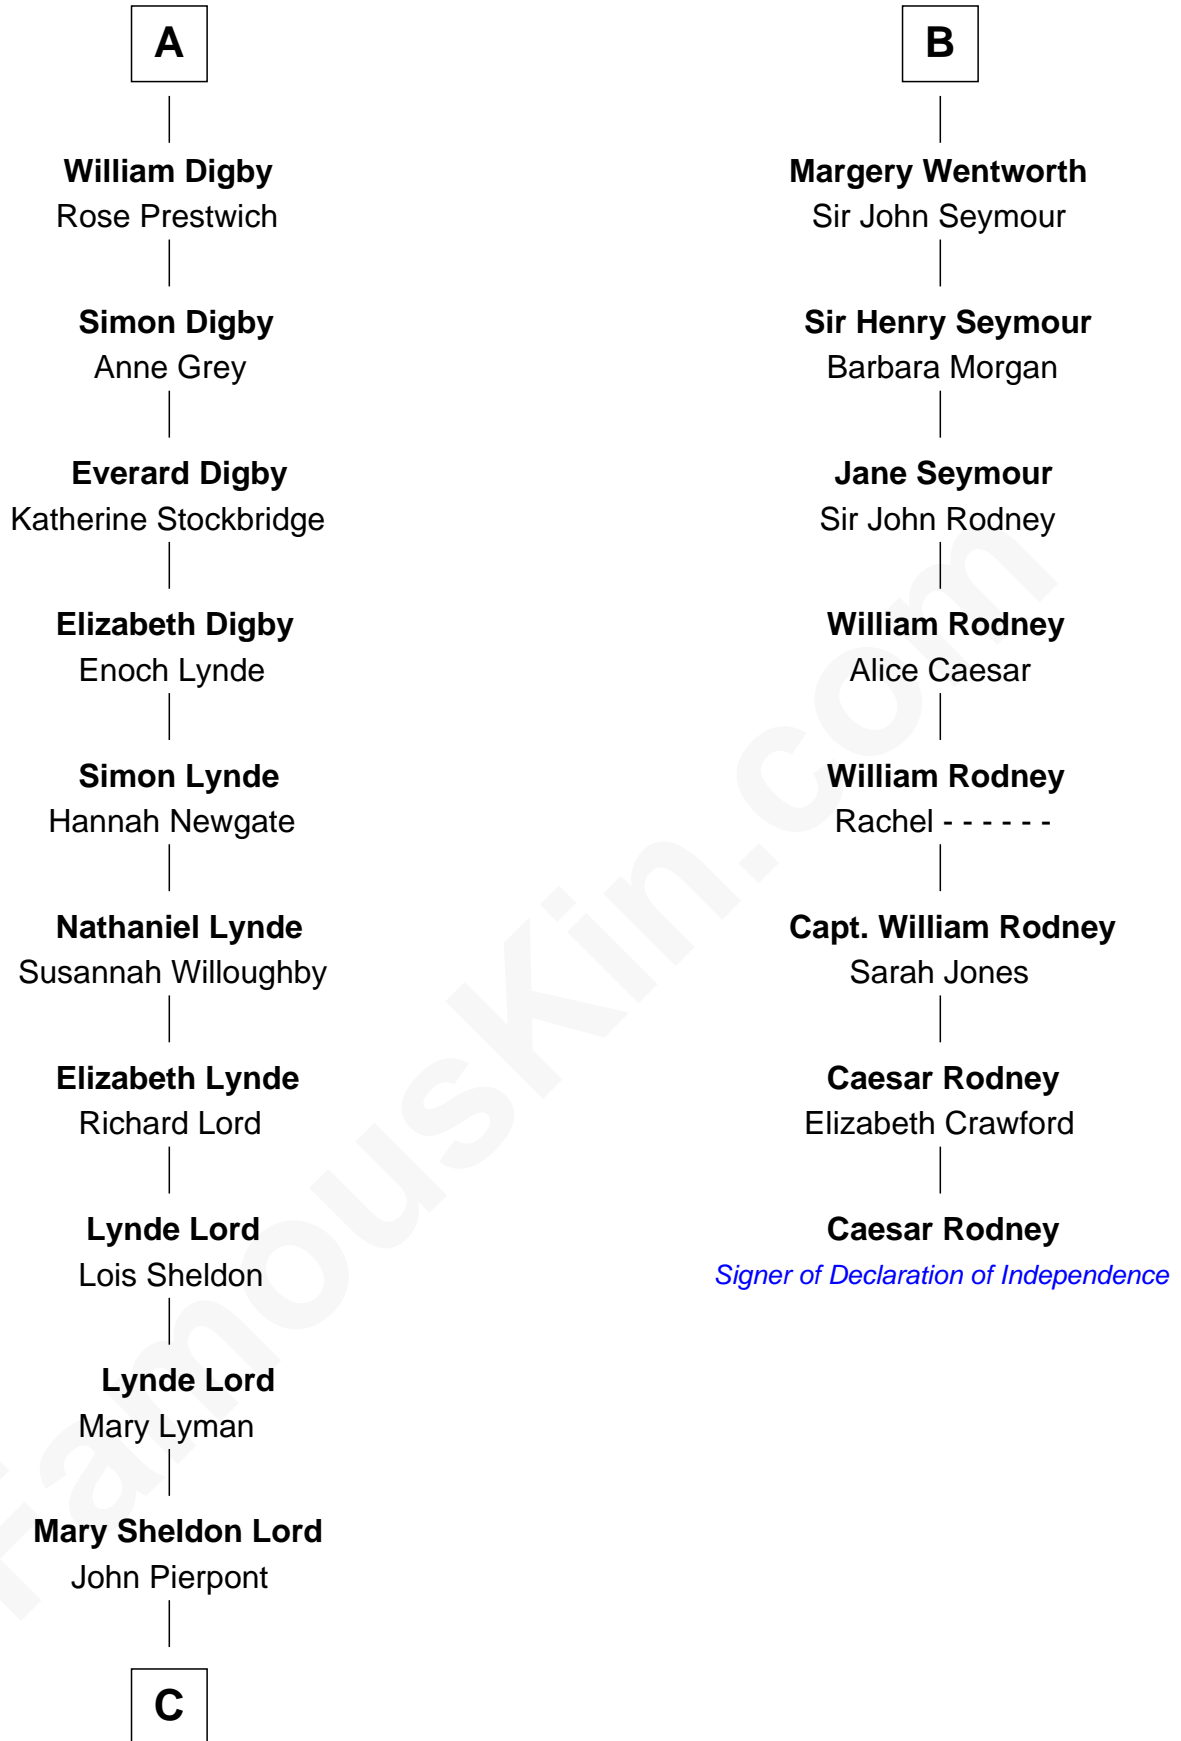 A
William Digby
Rose Prestwich
Simon Digby
Anne Grey
Everard Digby
Katherine Stockbridge
Elizabeth Digby
Enoch Lynde
Simon Lynde
Hannah Newgate
Nathaniel Lynde
Susannah Willoughby
Elizabeth Lynde
Richard Lord
Lynde Lord
Lois Sheldon
Lynde Lord
Mary Lyman
Mary Sheldon Lord
John Pierpont
C
B
Margery Wentworth
Sir John Seymour
Sir Henry Seymour
Barbara Morgan
Jane Seymour
Sir John Rodney
William Rodney
Alice Caesar
William Rodney
Rachel - - - - - -
Capt. William Rodney
Sarah Jones
Caesar Rodney
Elizabeth Crawford
Caesar Rodney
Signer of Declaration of Independence
FamousKin.com